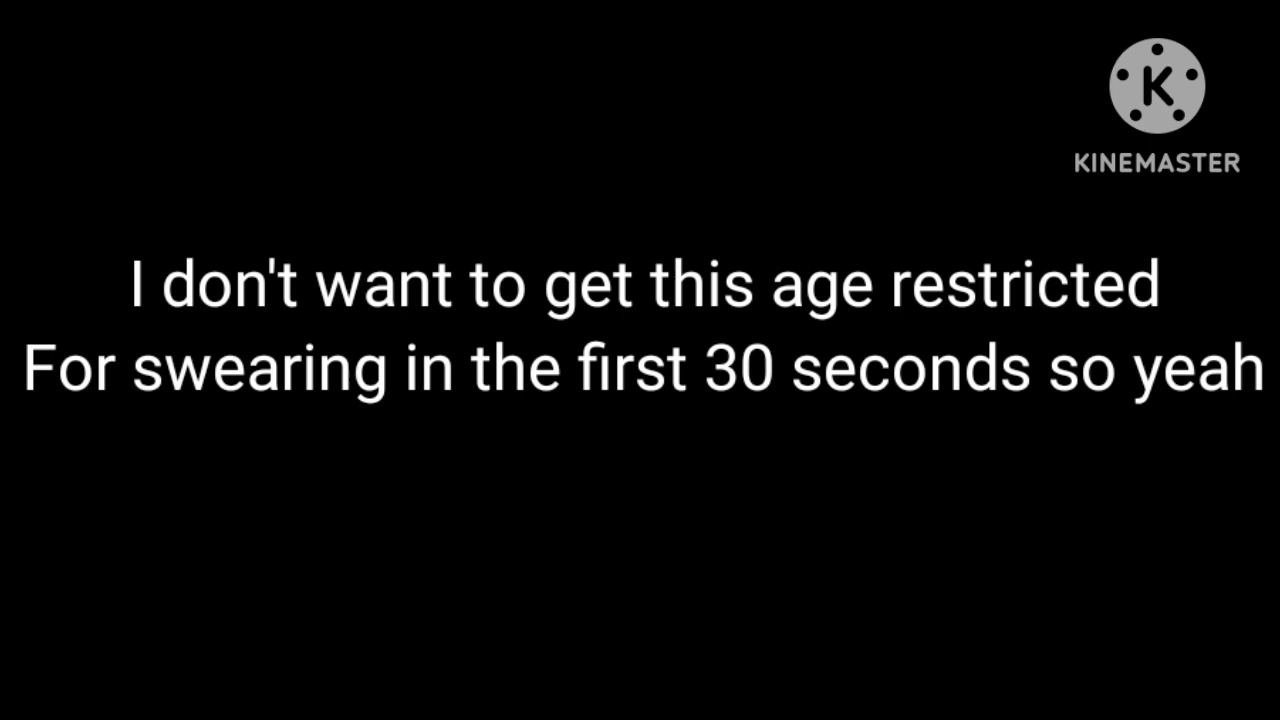 K
KINEMASTER
I don't want to get this age restricted
For swearing in the first 30 seconds so yeah